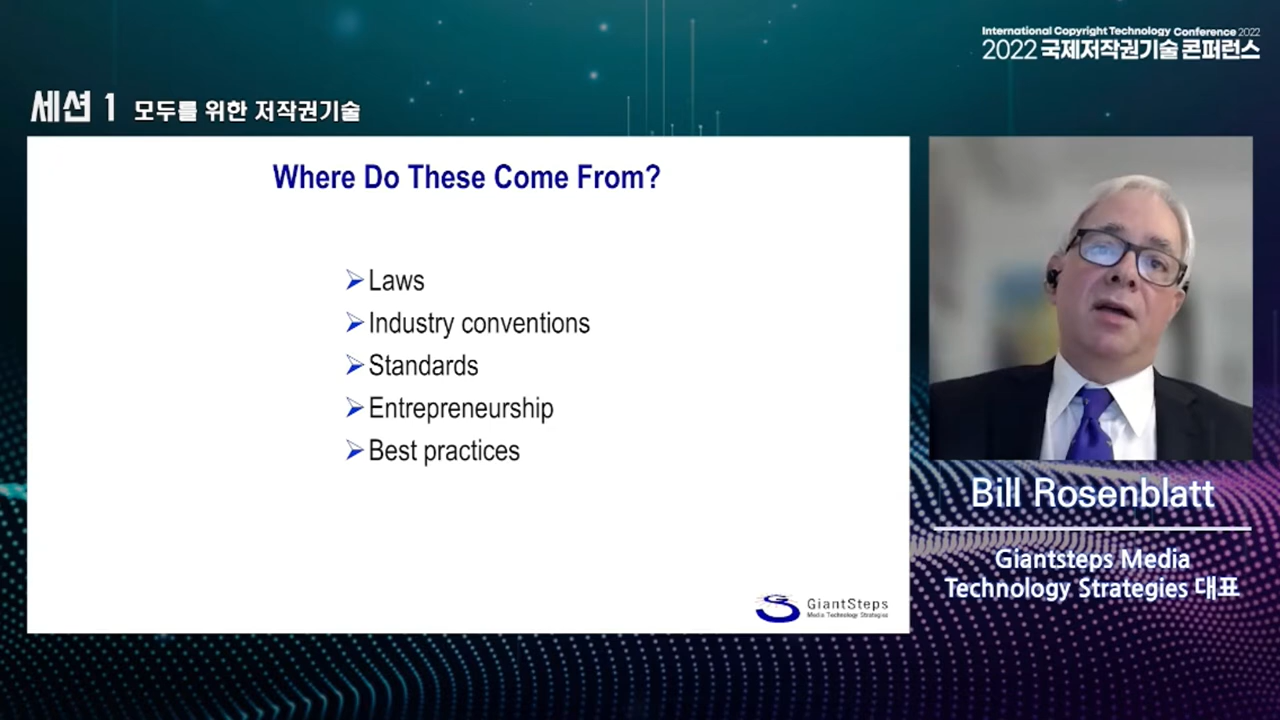 International Copyright Technology Conference 2022
2022 국제저작권기술 콘퍼런스
세션 1 모두를 위한 저작권기술
Where Do These Come From?
Laws
Industry conventions
Standards
Entrepreneurship
Best practices
GiantSteps
Media Technology Strategies
Bill Rosenblatt
Giantsteps Media
Technology Strategies 대표